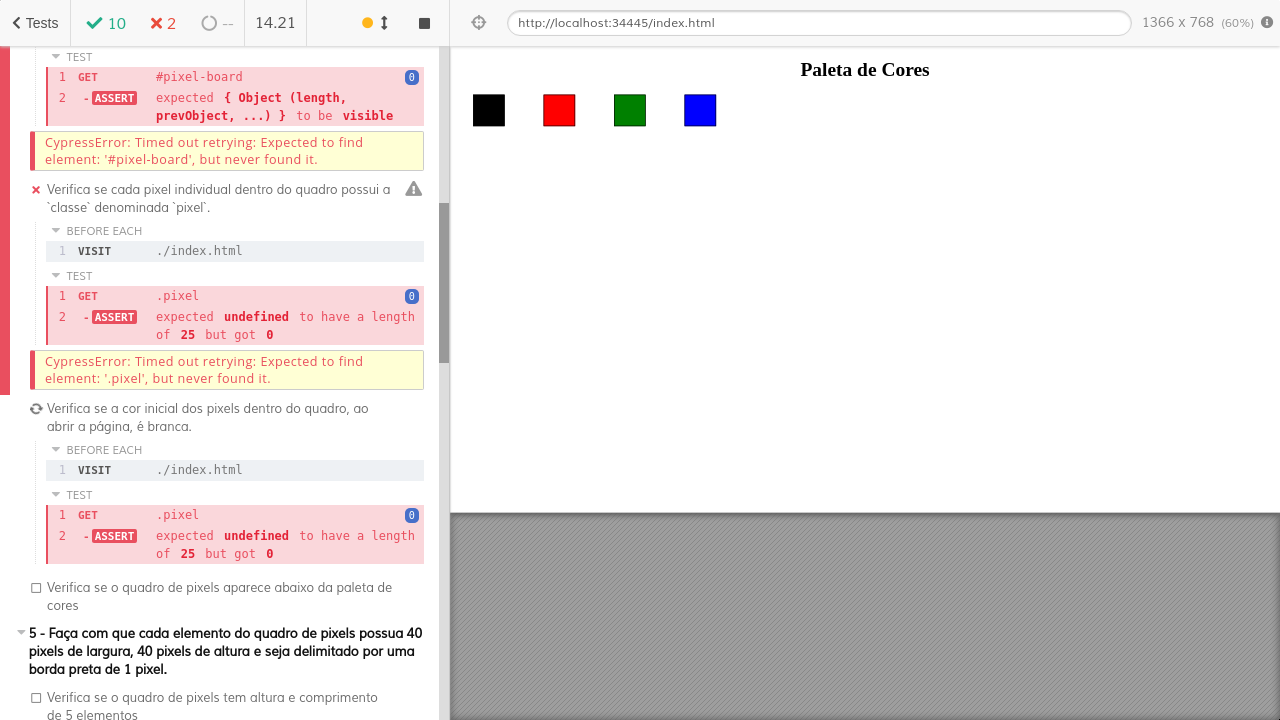 Tests 10 2 -- 14.21
http://localhost:34445/index.html 1366 x 768 (60%)
TEST
1 GET #pixel-board 0
2 -ASSERT expected { Object (length,
prevObject, ...) } to be visible
CypressError: Timed out retrying: Expected to find
element: '#pixel-board', but never found it.
Verifica se cada pixel individual dentro do quadro possui a
`classe` denominada `pixel`.
BEFORE EACH
1 VISIT ./index.html
TEST
1 GET .pixel 0
2 -ASSERT expected undefined to have a length
of 25 but got 0
CypressError: Timed out retrying: Expected to find
element: '.pixel', but never found it.
Verifica se a cor inicial dos pixels dentro do quadro, ao
abrir a página, é branca.
BEFORE EACH
1 VISIT ./index.html
TEST
1 GET .pixel 0
2 -ASSERT expected undefined to have a length
of 25 but got 0
Verifica se o quadro de pixels aparece abaixo da paleta de
cores
5 - Faça com que cada elemento do quadro de pixels possua 40
pixels de largura, 40 pixels de altura e seja delimitado por uma
borda preta de 1 pixel.
Verifica se o quadro de pixels tem altura e comprimento
de 5 elementos
Paleta de Cores